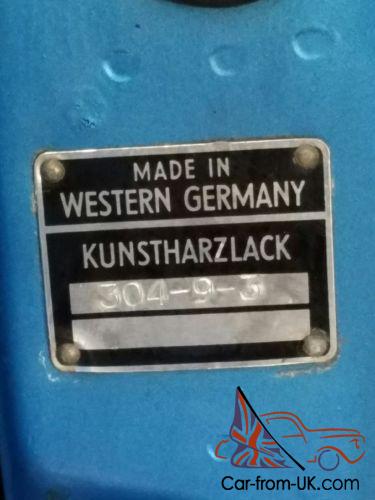 MADE IN
WESTERN GERMANY
KUNSTHARZLACK
304-9-3
Car-from-UK.com